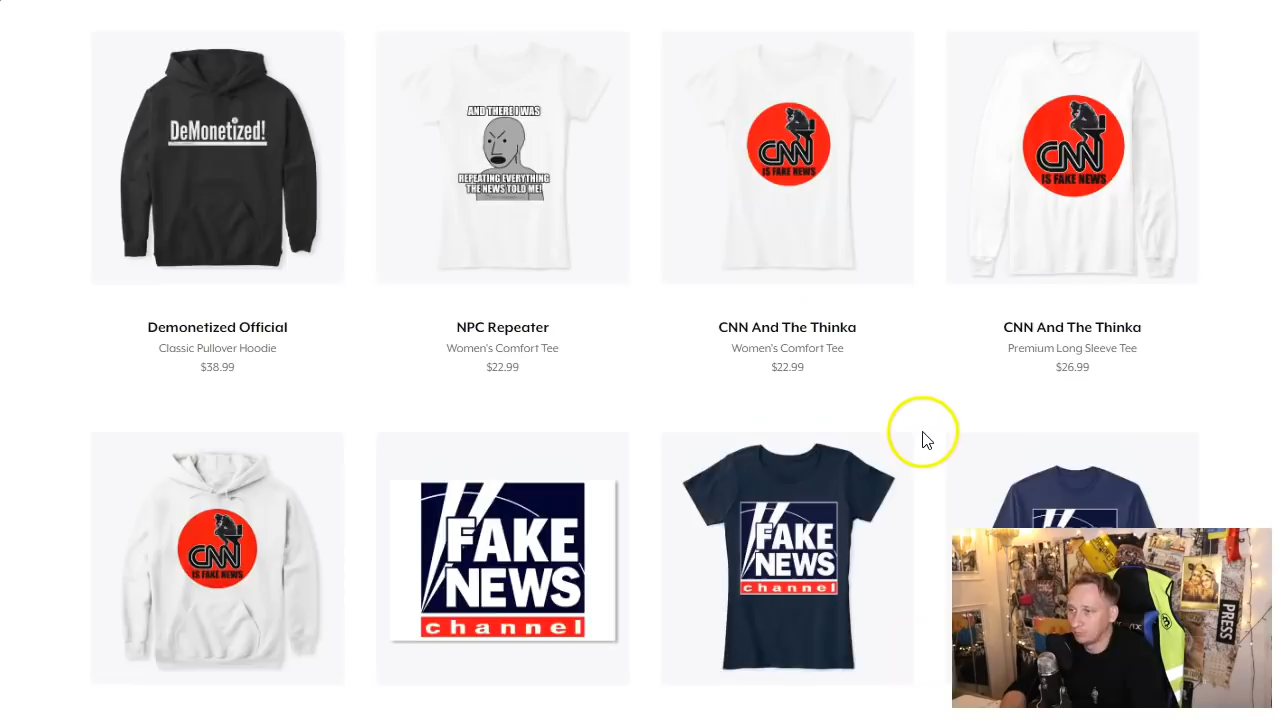 DeMonetized!
AND THERE I WAS
REPEATING EVERYTHING
THE NEWS TOLD ME!
CNN
IS FAKE NEWS
CNN
IS FAKE NEWS
Demonetized Official
Classic Pullover Hoodie
$38.99
NPC Repeater
Women's Comfort Tee
$22.99
CNN And The Thinka
Women's Comfort Tee
$22.99
CNN And The Thinka
Premium Long Sleeve Tee
$26.99
CNN
IS FAKE NEWS
FAKE
NEWS
channel
FAKE
NEWS
channel
PRESS